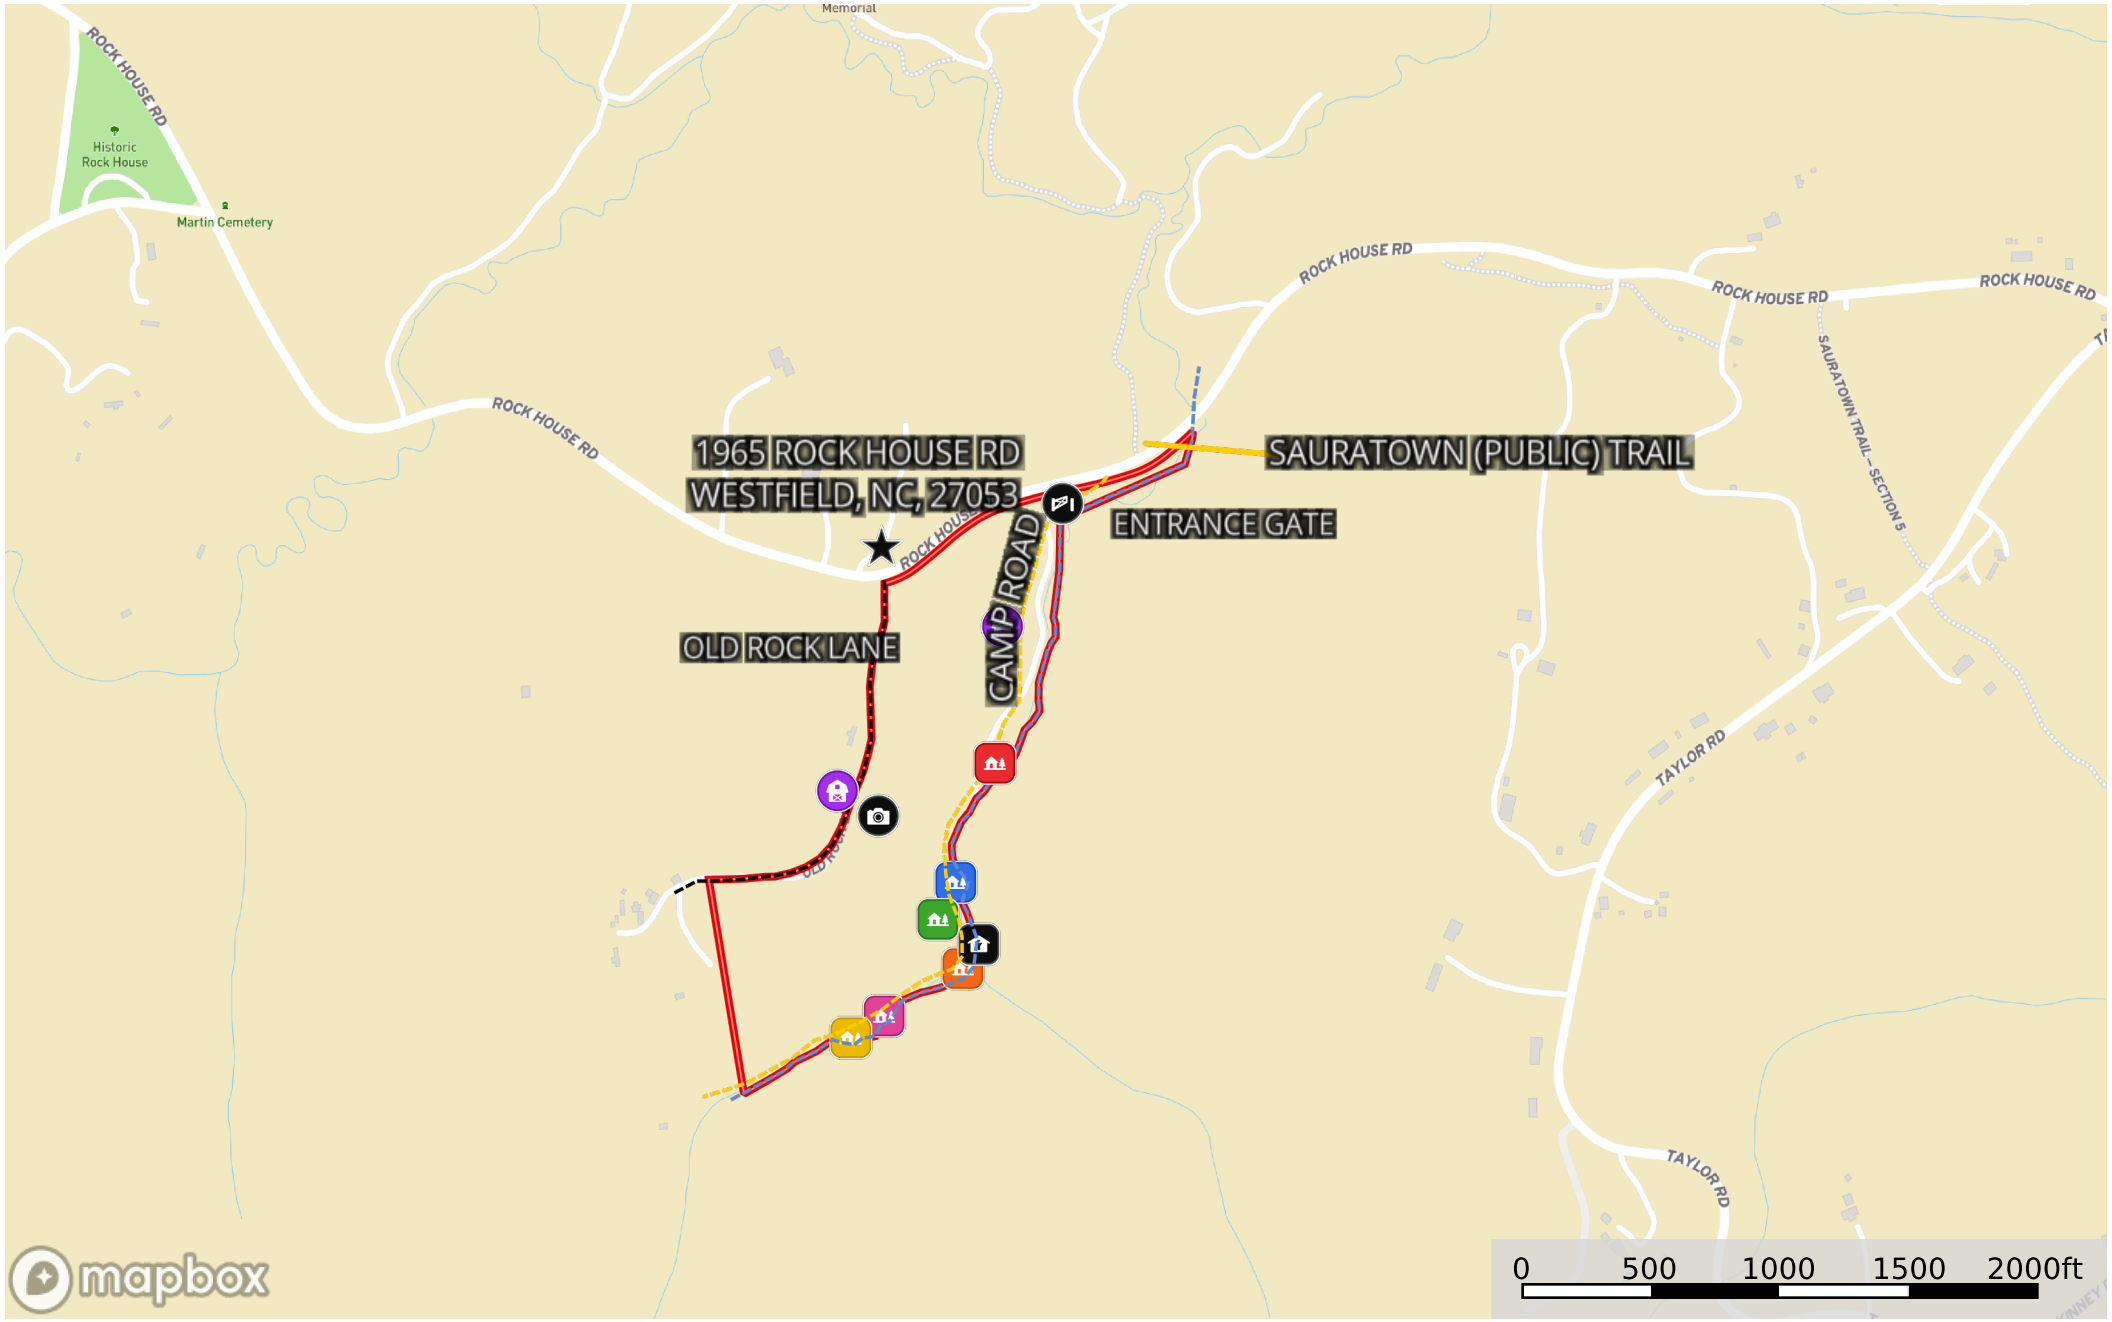 Memorial
ROCK HOUSE RD
Historic
Rock House
Martin Cemetery
ROCK HOUSE RD
ROCK HOUSE RD
ROCK HOUSE RD
ROCK HOUSE RD
SAURATOWN TRAIL – SECTION 5
1965 ROCK HOUSE RD
WESTFIELD, NC, 27053
SAURATOWN (PUBLIC) TRAIL
ENTRANCE GATE
ROCK HOUSE
CAMP ROAD
OLD ROCK LANE
TAYLOR RD
OLD
TAYLOR RD
mapbox
0 500 1000 1500 2000ft